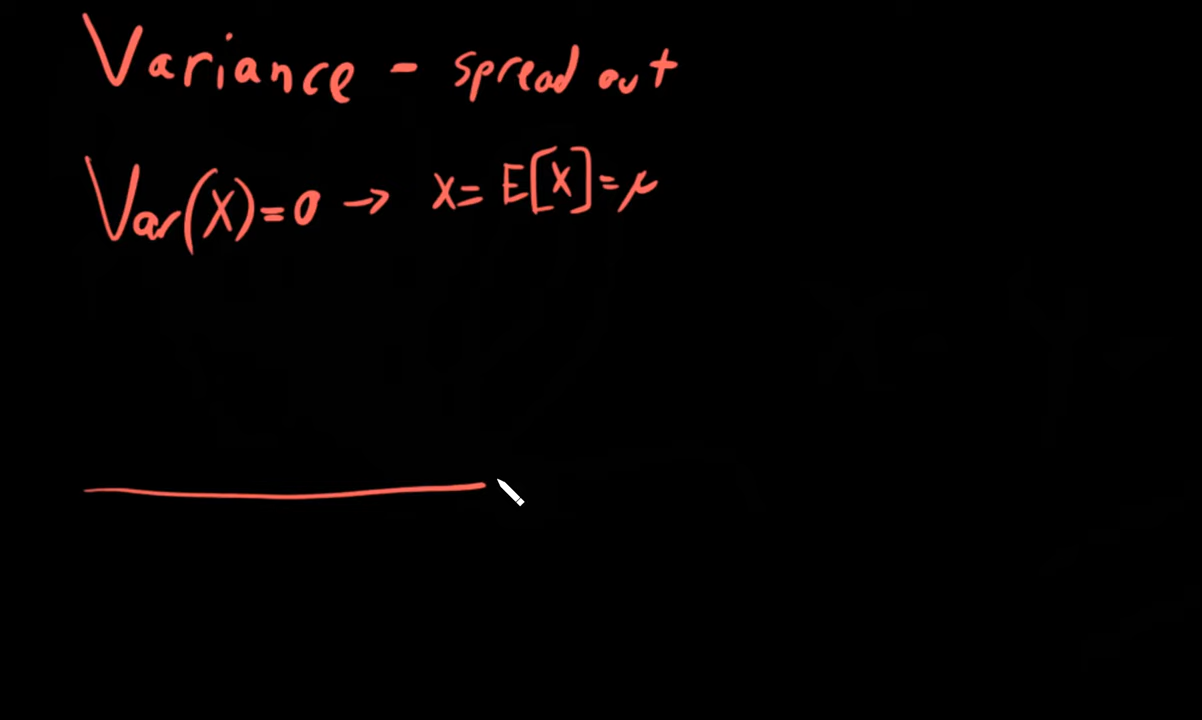 Variance - spread out
Var(X)=0 → X= E[X]=μ